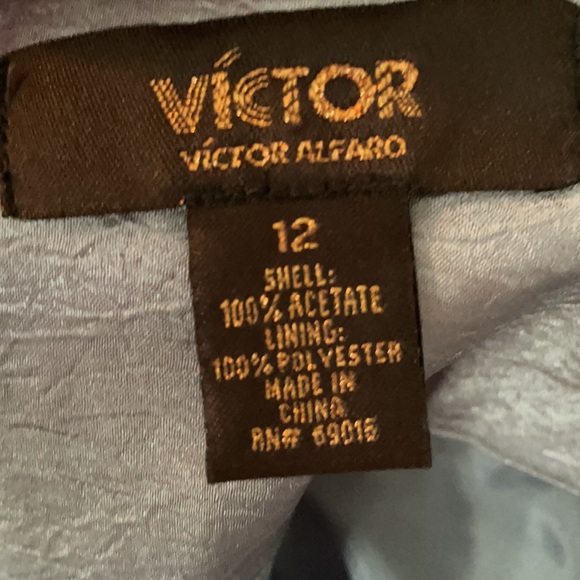 VÍCTOR
VÍCTOR ALFARO
12
SHELL:
100% ACETATE
LINING:
100% POLYESTER
MADE IN
CHINA
RN# 69016